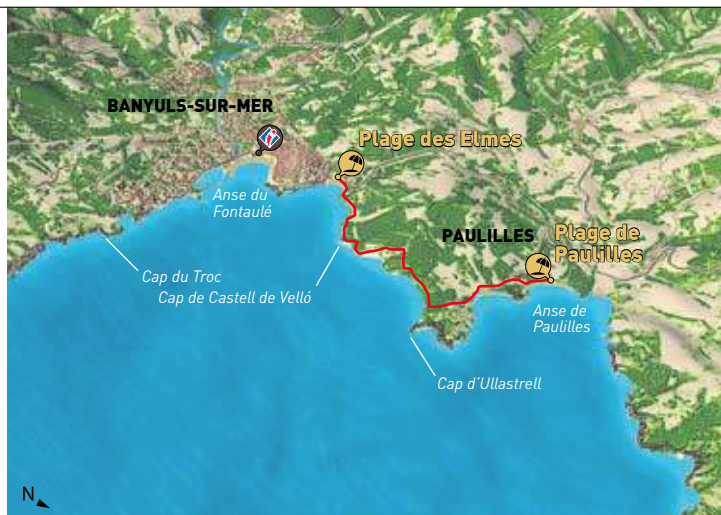 BANYULS-SUR-MER
Plage des Elmes
Anse du
Fontaulé
PAULILLES
Plage de
Paulilles
Cap du Troc
Cap de Castell de Velló
Anse de
Paulilles
Cap d’Ullastrell
N